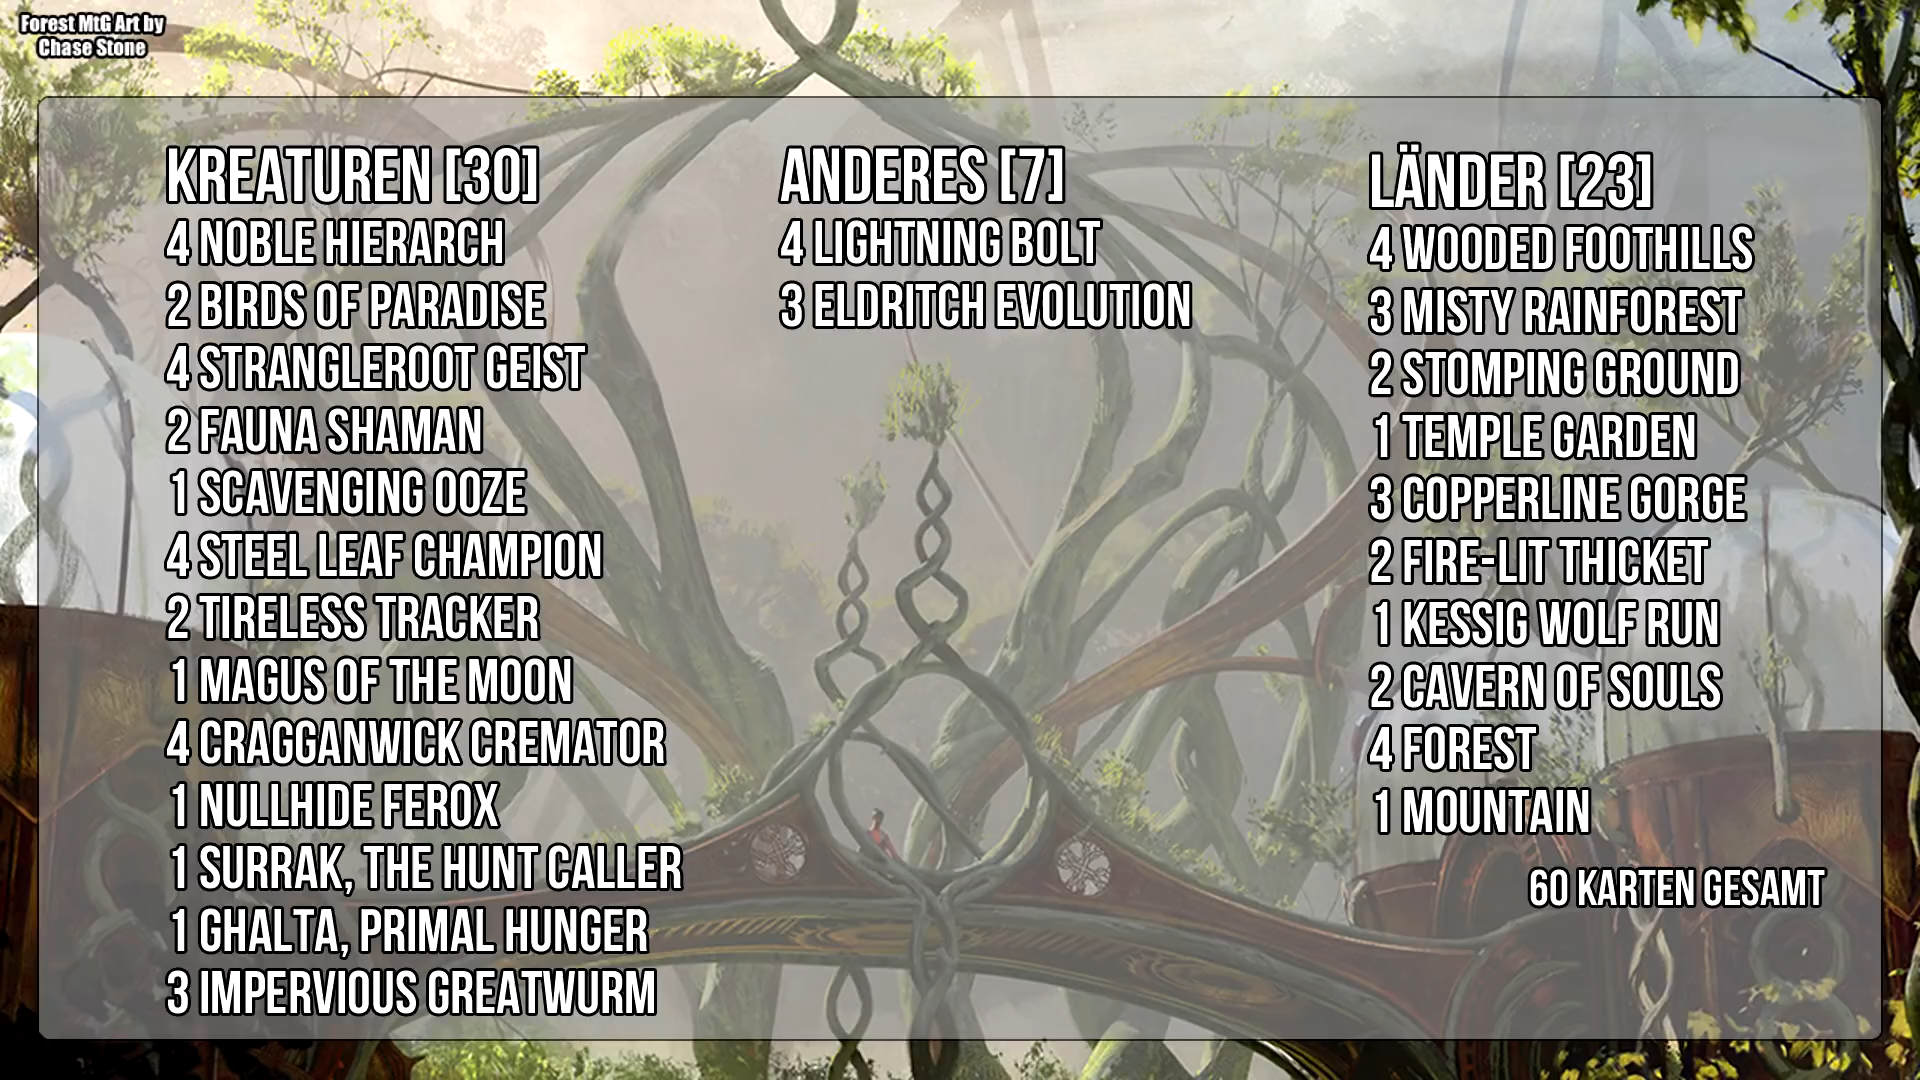 Forest MtG Art by
Chase Stone
KREATUREN [30]
4 NOBLE HIERARCH
2 BIRDS OF PARADISE
4 STRANGLEROOT GEIST
2 FAUNA SHAMAN
1 SCAVENGING OOZE
4 STEEL LEAF CHAMPION
2 TIRELESS TRACKER
1 MAGUS OF THE MOON
4 CRAGGANWICK CREMATOR
1 NULLHIDE FEROX
1 SURRAK, THE HUNT CALLER
1 GHALTA, PRIMAL HUNGER
3 IMPERVIOUS GREATWURM
ANDERES [7]
4 LIGHTNING BOLT
3 ELDRITCH EVOLUTION
LÄNDER [23]
4 WOODED FOOTHILLS
3 MISTY RAINFOREST
2 STOMPING GROUND
1 TEMPLE GARDEN
3 COPPERLINE GORGE
2 FIRE-LIT THICKET
1 KESSIG WOLF RUN
2 CAVERN OF SOULS
4 FOREST
1 MOUNTAIN
60 KARTEN GESAMT